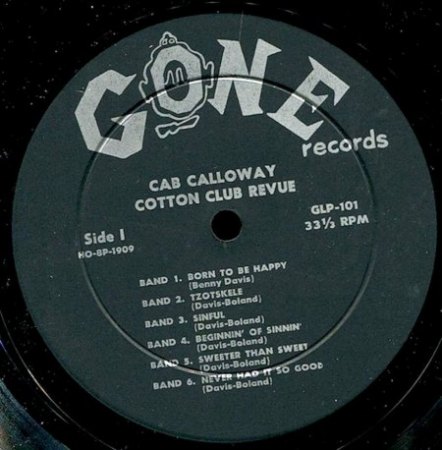 GONE
records
CAB CALLOWAY
COTTON CLUB REVUE
Side I
HO-8P-1909
GLP-101
33⅓ RPM
BAND 1. BORN TO BE HAPPY
(Benny Davis)
BAND 2. TZOTSKELE
(Davis-Boland)
BAND 3. SINFUL
(Davis-Boland)
BAND 4. BEGINNIN' OF SINNIN'
(Davis-Boland)
BAND 5. SWEETER THAN SWEET
(Davis-Boland)
BAND 6. NEVER HAD IT SO GOOD
(Davis-Boland)